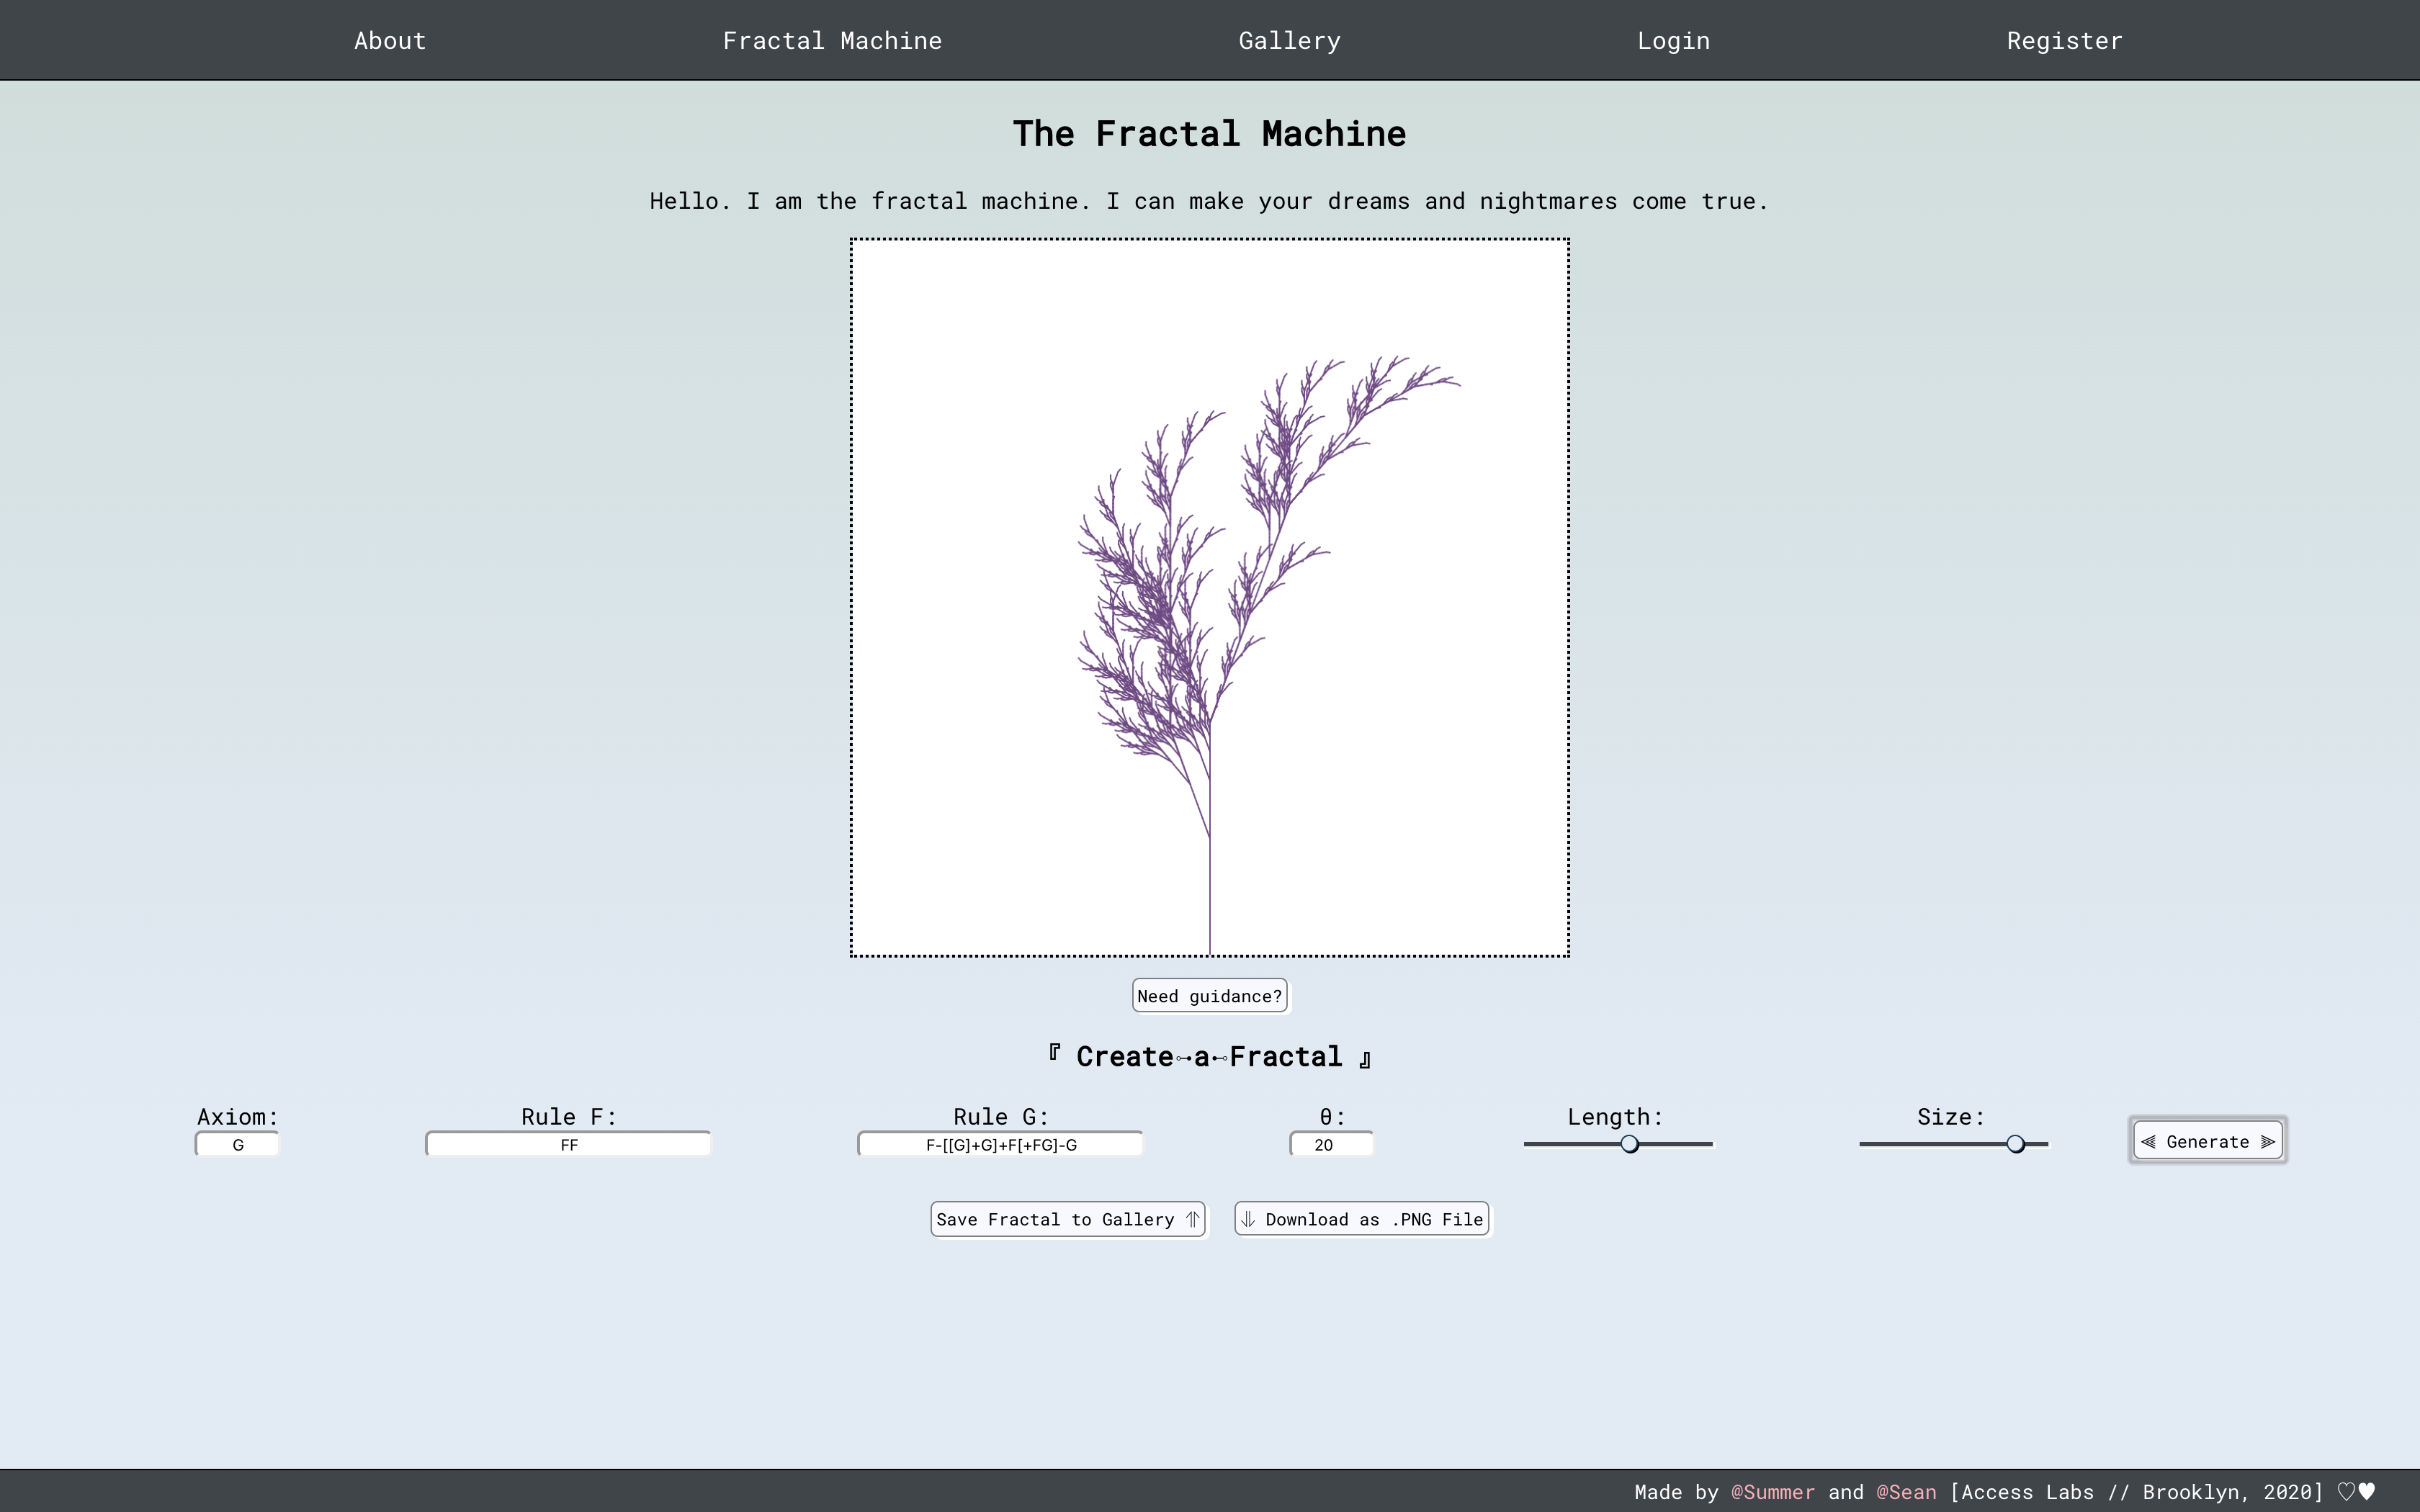 About Fractal Machine Gallery Login Register
The Fractal Machine
Hello. I am the fractal machine. I can make your dreams and nightmares come true.
Need guidance?
『 Create⊶a⊷Fractal 』
Axiom: Rule F: Rule G: θ: Length: Size:
G FF F-[[G]+G]+F[+FG]-G 20 ⫷ Generate ⫸
Save Fractal to Gallery ⥣ ⥥ Download as .PNG File
Made by @Summer and @Sean [Access Labs // Brooklyn, 2020] ♡♥